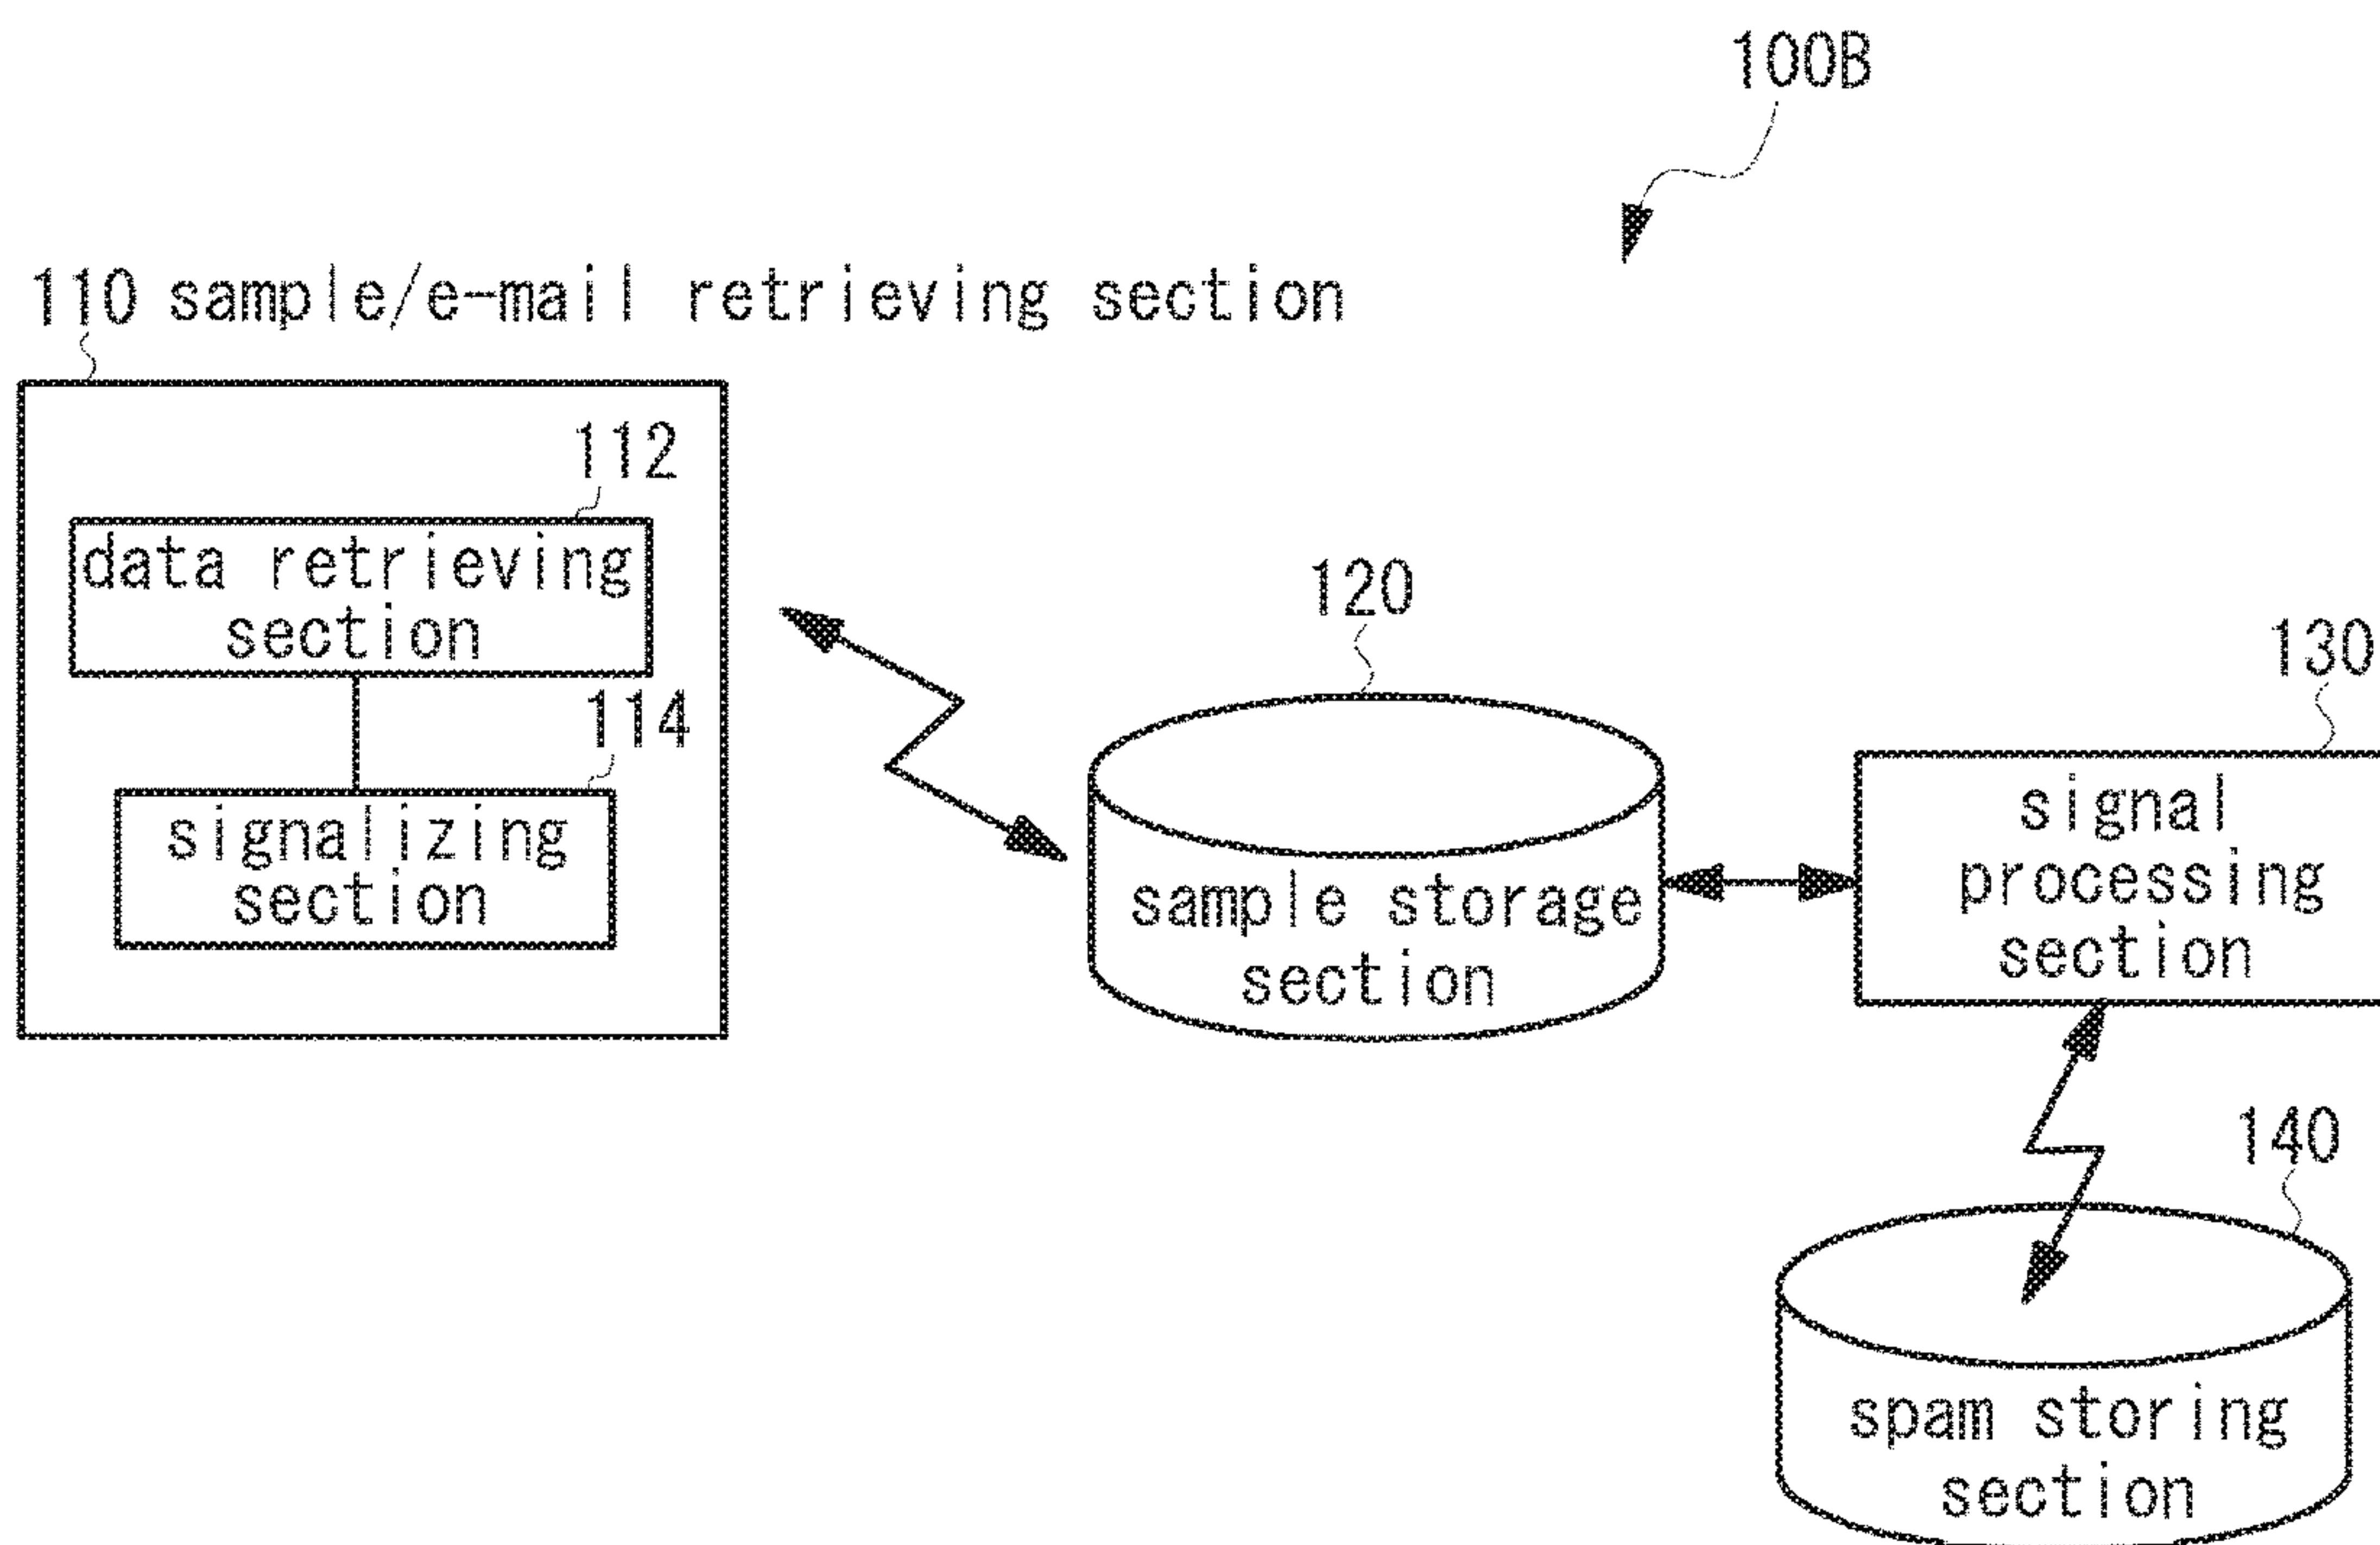 100B
110 sample/e-mail retrieving section
112
data retrieving
section
114
signalizing
section
120
sample storage
section
130
signal
processing
section
140
spam storing
section